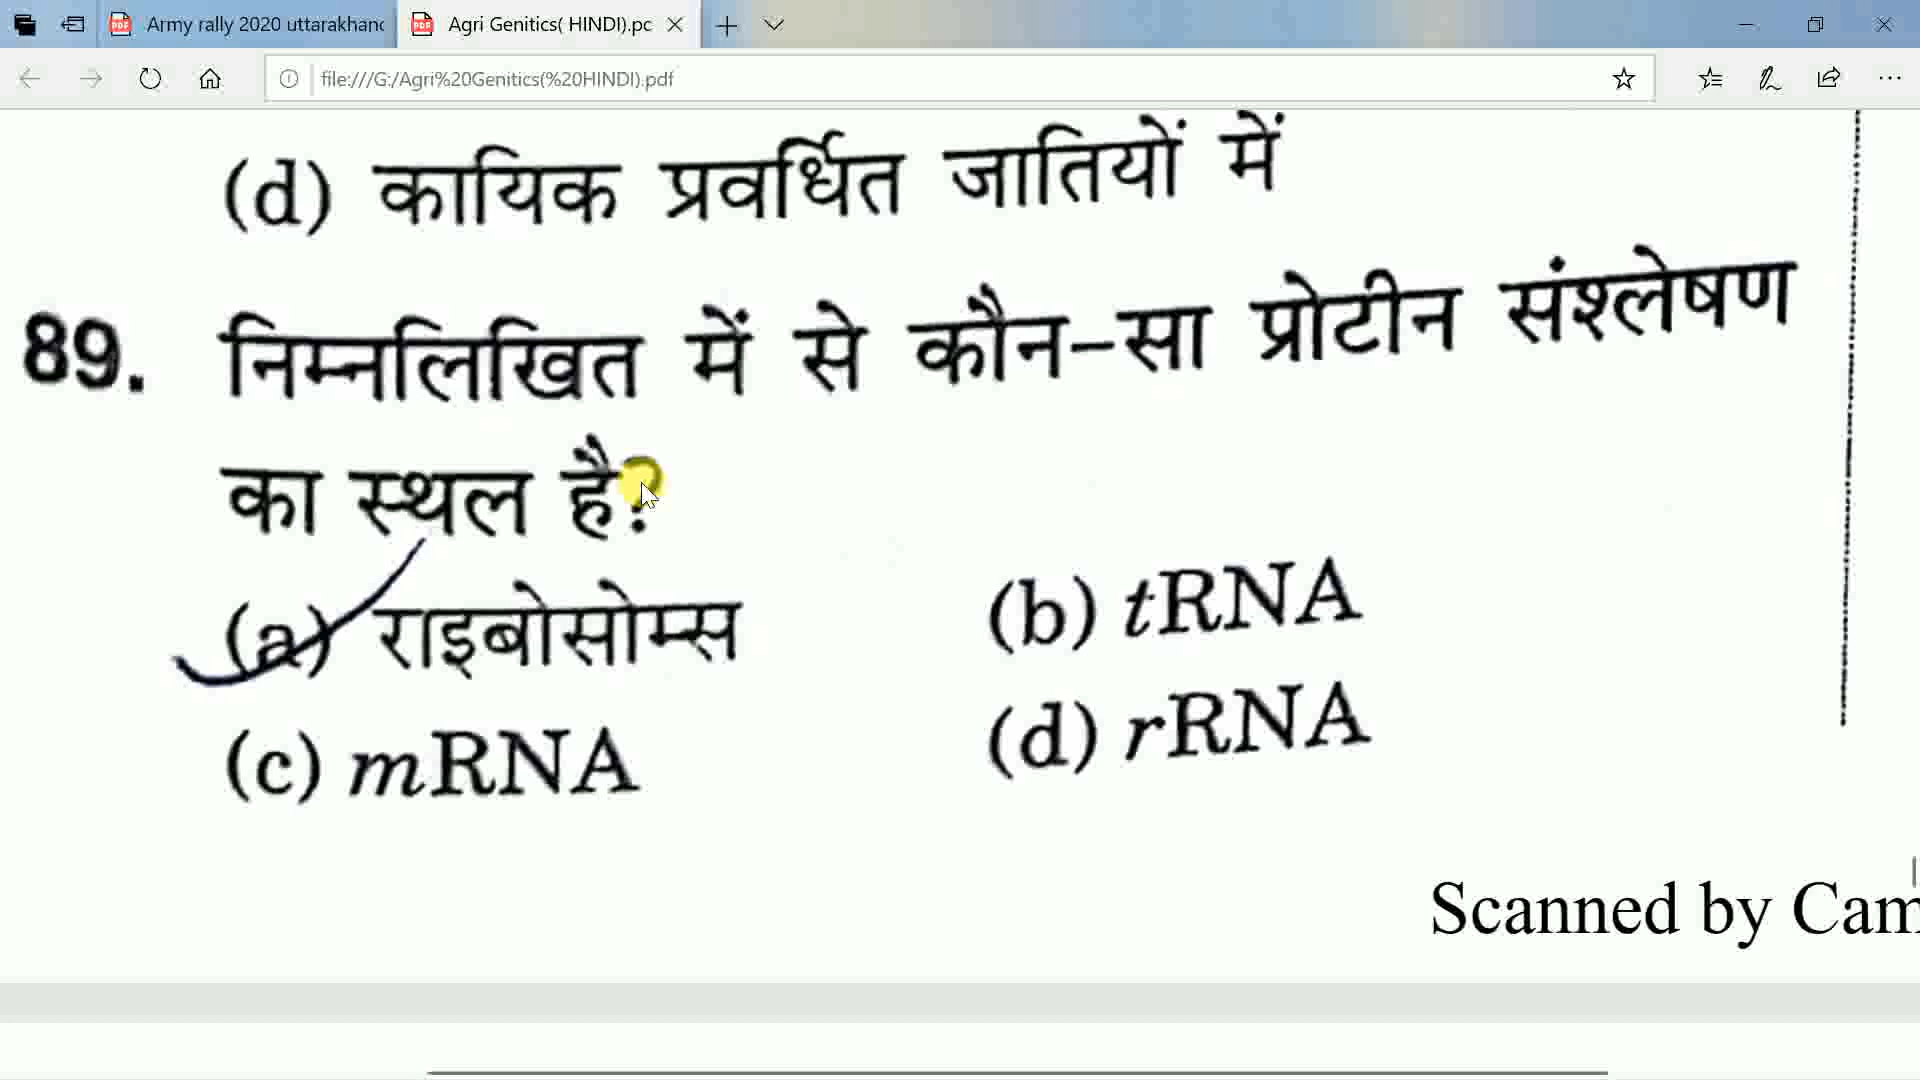 Army rally 2020 uttarakhand
Agri Genitics( HINDI).pc
file:///G:/Agri%20Genitics(%20HINDI).pdf
(d) कायिक प्रवर्धित जातियों में
89. निम्नलिखित में से कौन-सा प्रोटीन संश्लेषण
का स्थल है?
(a) राइबोसोम्स (b) tRNA
(c) mRNA (d) rRNA
Scanned by Cam